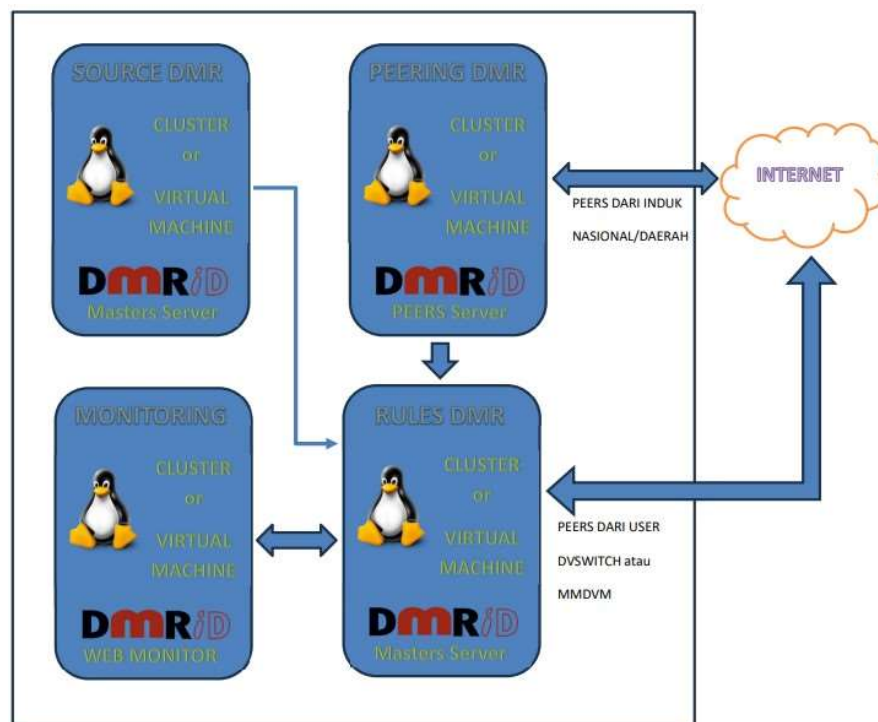 SOURCE DMR
CLUSTER
or
VIRTUAL
MACHINE
DMRiD
Masters Server
PEERING DMR
CLUSTER
or
VIRTUAL
MACHINE
DMRiD
PEERS Server
INTERNET
PEERS DARI INDUK
NASIONAL/DAERAH
MONITORING
CLUSTER
or
VIRTUAL
MACHINE
DMRiD
WEB MONITOR
RULES DMR
CLUSTER
or
VIRTUAL
MACHINE
DMRiD
Masters Server
PEERS DARI USER
DVSWITCH atau
MMDVM